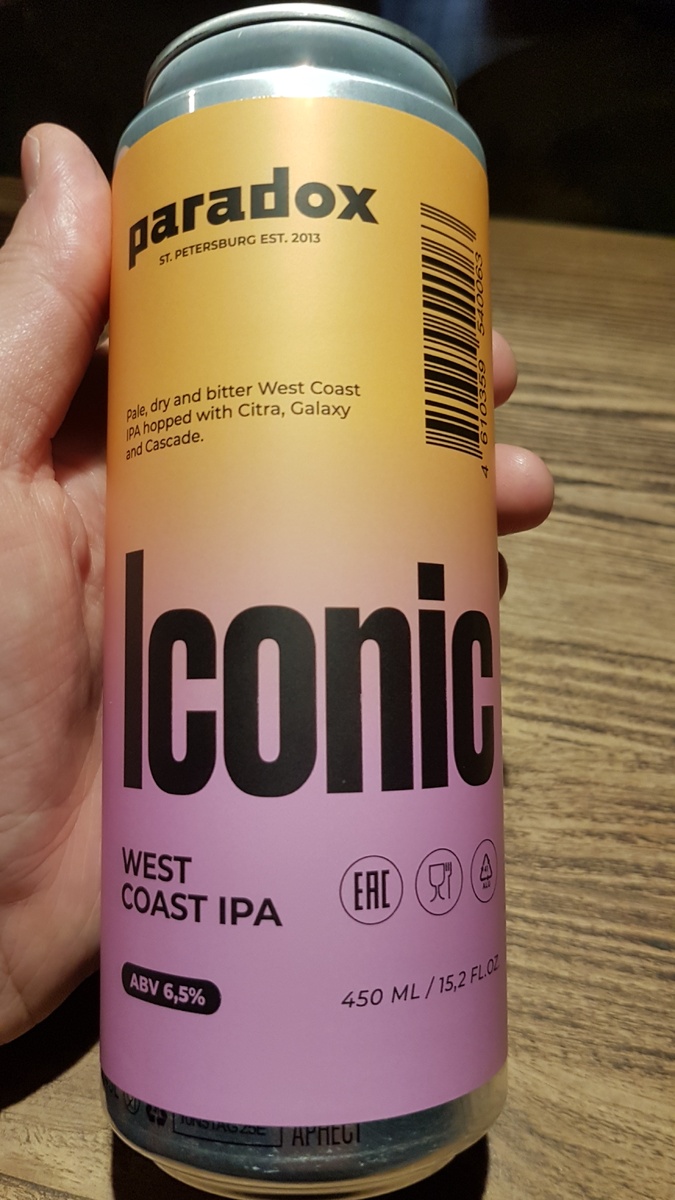 paradox
ST. PETERSBURG EST. 2013
4 610359 540063
Pale, dry and bitter West Coast
IPA hopped with Citra, Galaxy
and Cascade.
Iconic
WEST
COAST IPA
EAC
ABV 6,5%
450 ML / 15,2 FL.OZ.